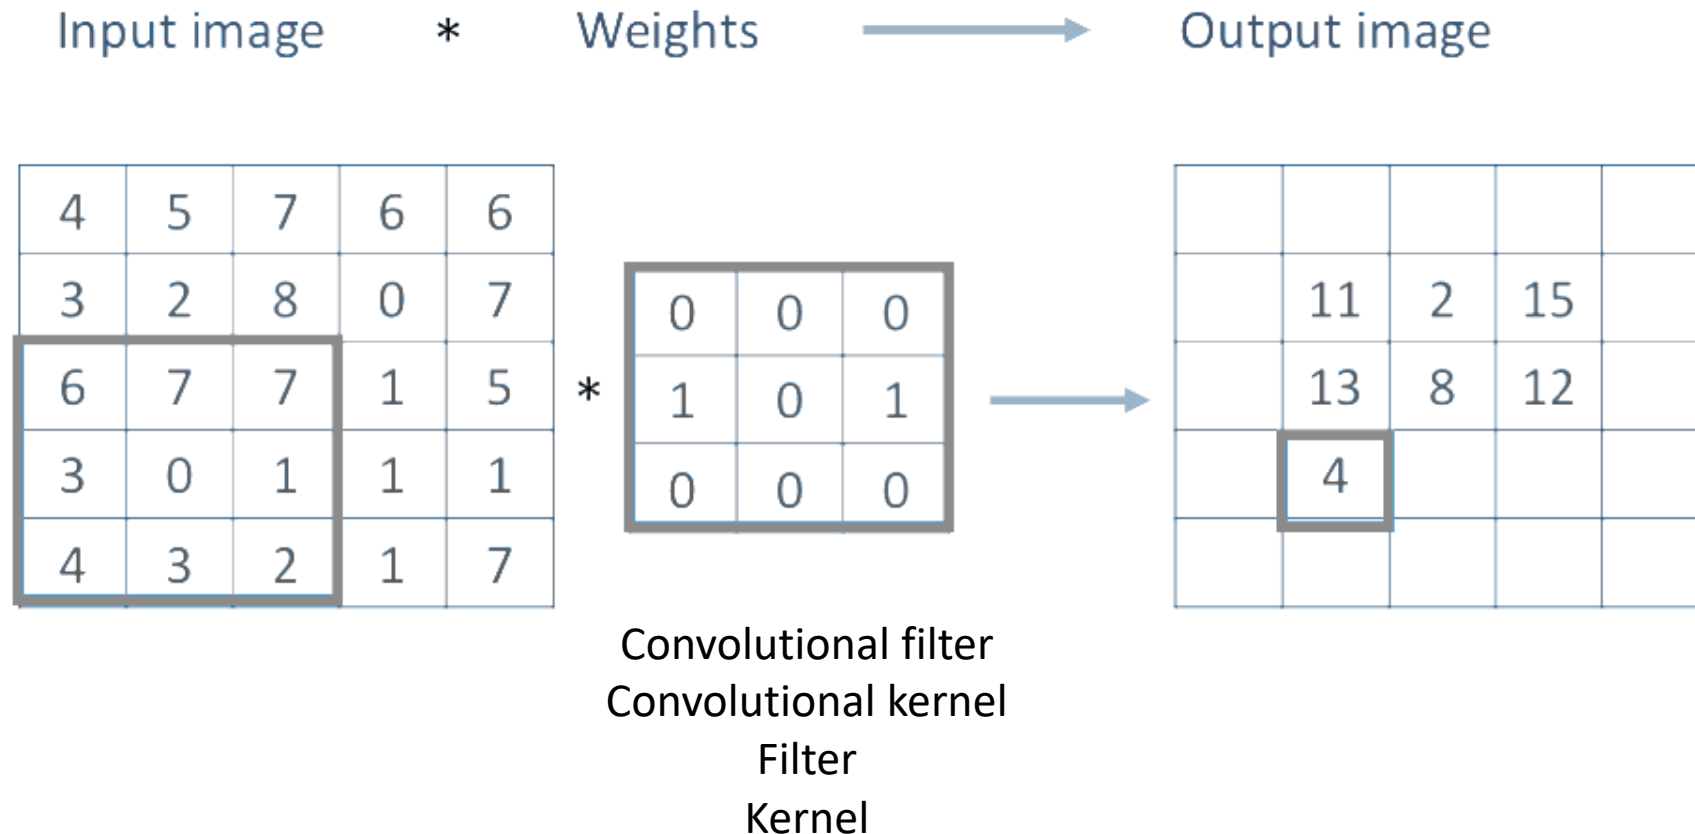 Input image * Weights Output image
4 5 7 6 6
3 2 8 0 7
6 7 7 1 5
3 0 1 1 1
4 3 2 1 7
*
0 0 0
1 0 1
0 0 0
11 2 15
13 8 12
4
Convolutional filter
Convolutional kernel
Filter
Kernel